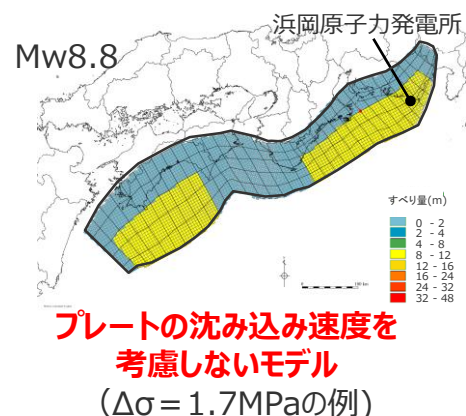 浜岡原子力発電所
Mw8.8
すべり量(m)
0 - 2
2 - 4
4 - 8
8 - 12
12 - 16
16 - 24
24 - 32
32 - 48
プレートの沈み込み速度を
考慮しないモデル
（Δσ＝1.7MPaの例)